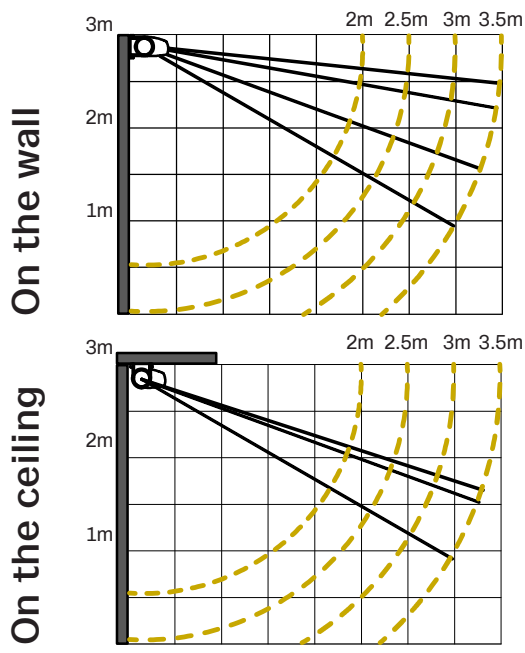 2m 2.5m 3m 3.5m
3m
2m
1m
On the wall
2m 2.5m 3m 3.5m
3m
2m
1m
On the ceiling